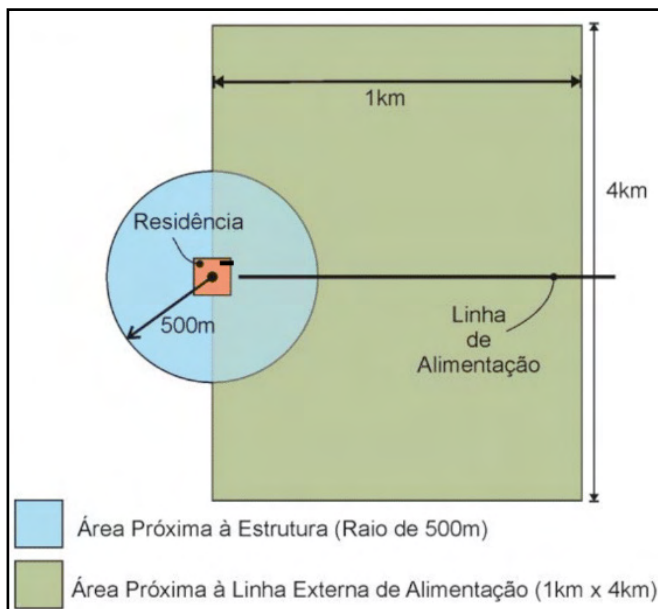 1km
4km
Residência
500m
Linha
de
Alimentação
Área Próxima à Estrutura (Raio de 500m)
Área Próxima à Linha Externa de Alimentação (1km x 4km)